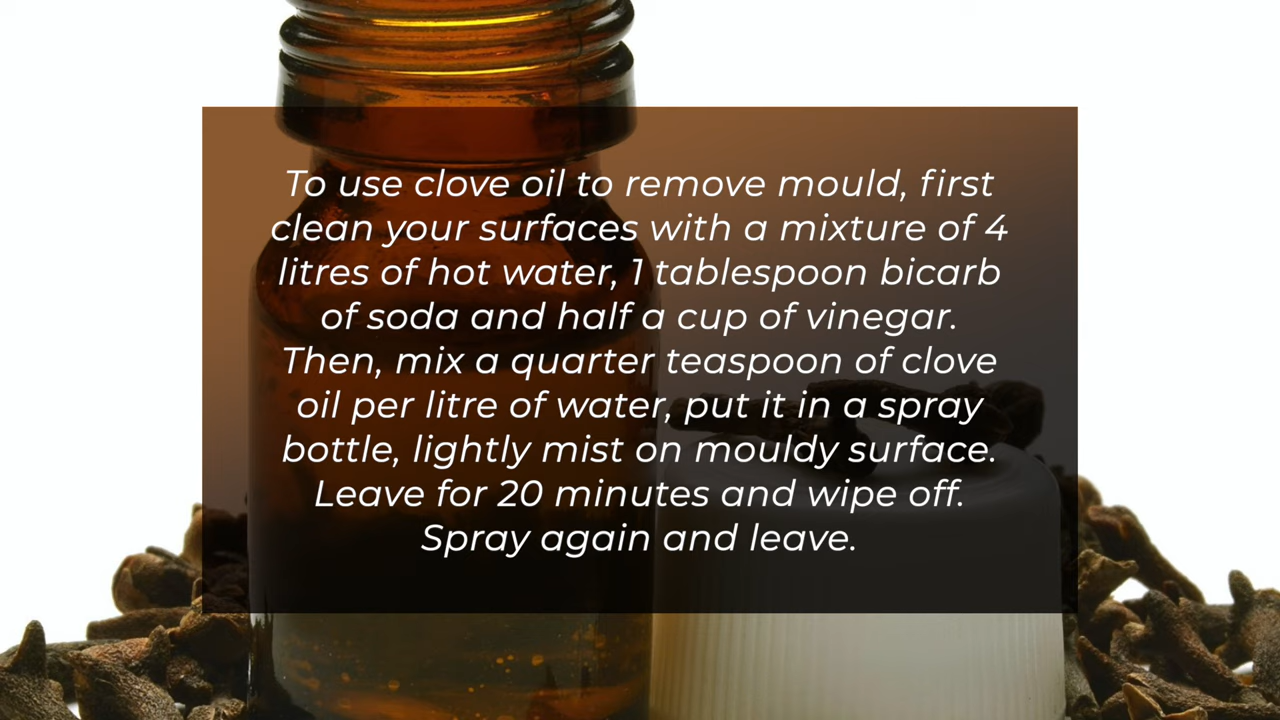 To use clove oil to remove mould, first
clean your surfaces with a mixture of 4
litres of hot water, 1 tablespoon bicarb
of soda and half a cup of vinegar.
Then, mix a quarter teaspoon of clove
oil per litre of water, put it in a spray
bottle, lightly mist on mouldy surface.
Leave for 20 minutes and wipe off.
Spray again and leave.